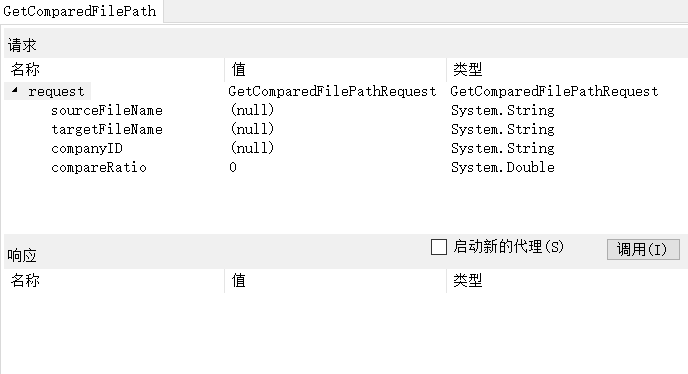 GetComparedFilePath
请求
名称 值 类型
request GetComparedFilePathRequest GetComparedFilePathRequest
sourceFileName (null) System.String
targetFileName (null) System.String
companyID (null) System.String
compareRatio 0 System.Double
响应 启动新的代理(S) 调用(I)
名称 值 类型